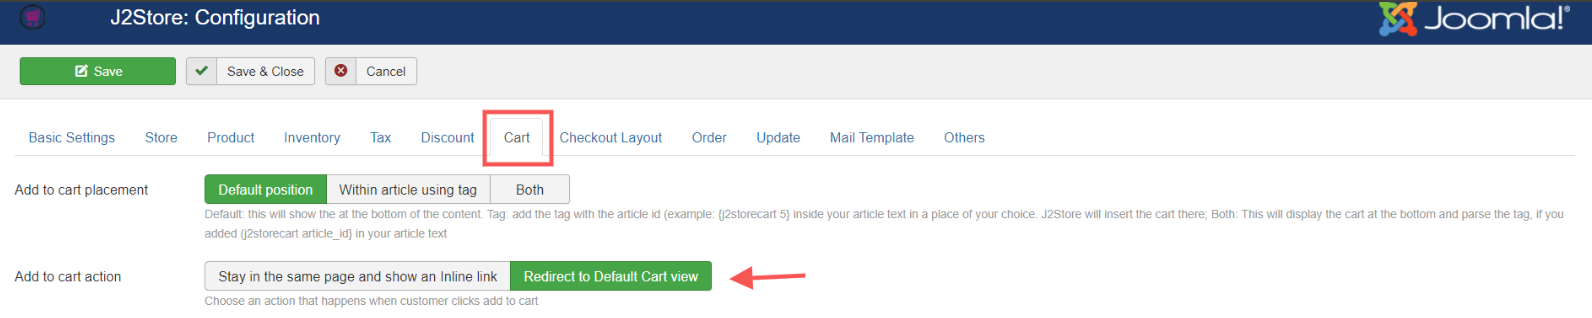 J2Store: Configuration
Joomla!®
Save
Save & Close
Cancel
Basic Settings Store Product Inventory Tax Discount Cart Checkout Layout Order Update Mail Template Others
Add to cart placement Default position Within article using tag Both
Default: this will show the at the bottom of the content. Tag: add the tag with the article id (example: {j2storecart 5} inside your article text in a place of your choice. J2Store will insert the cart there; Both: This will display the cart at the bottom and parse the tag, if you
added {j2storecart article_id} in your article text
Add to cart action Stay in the same page and show an Inline link Redirect to Default Cart view
Choose an action that happens when customer clicks add to cart